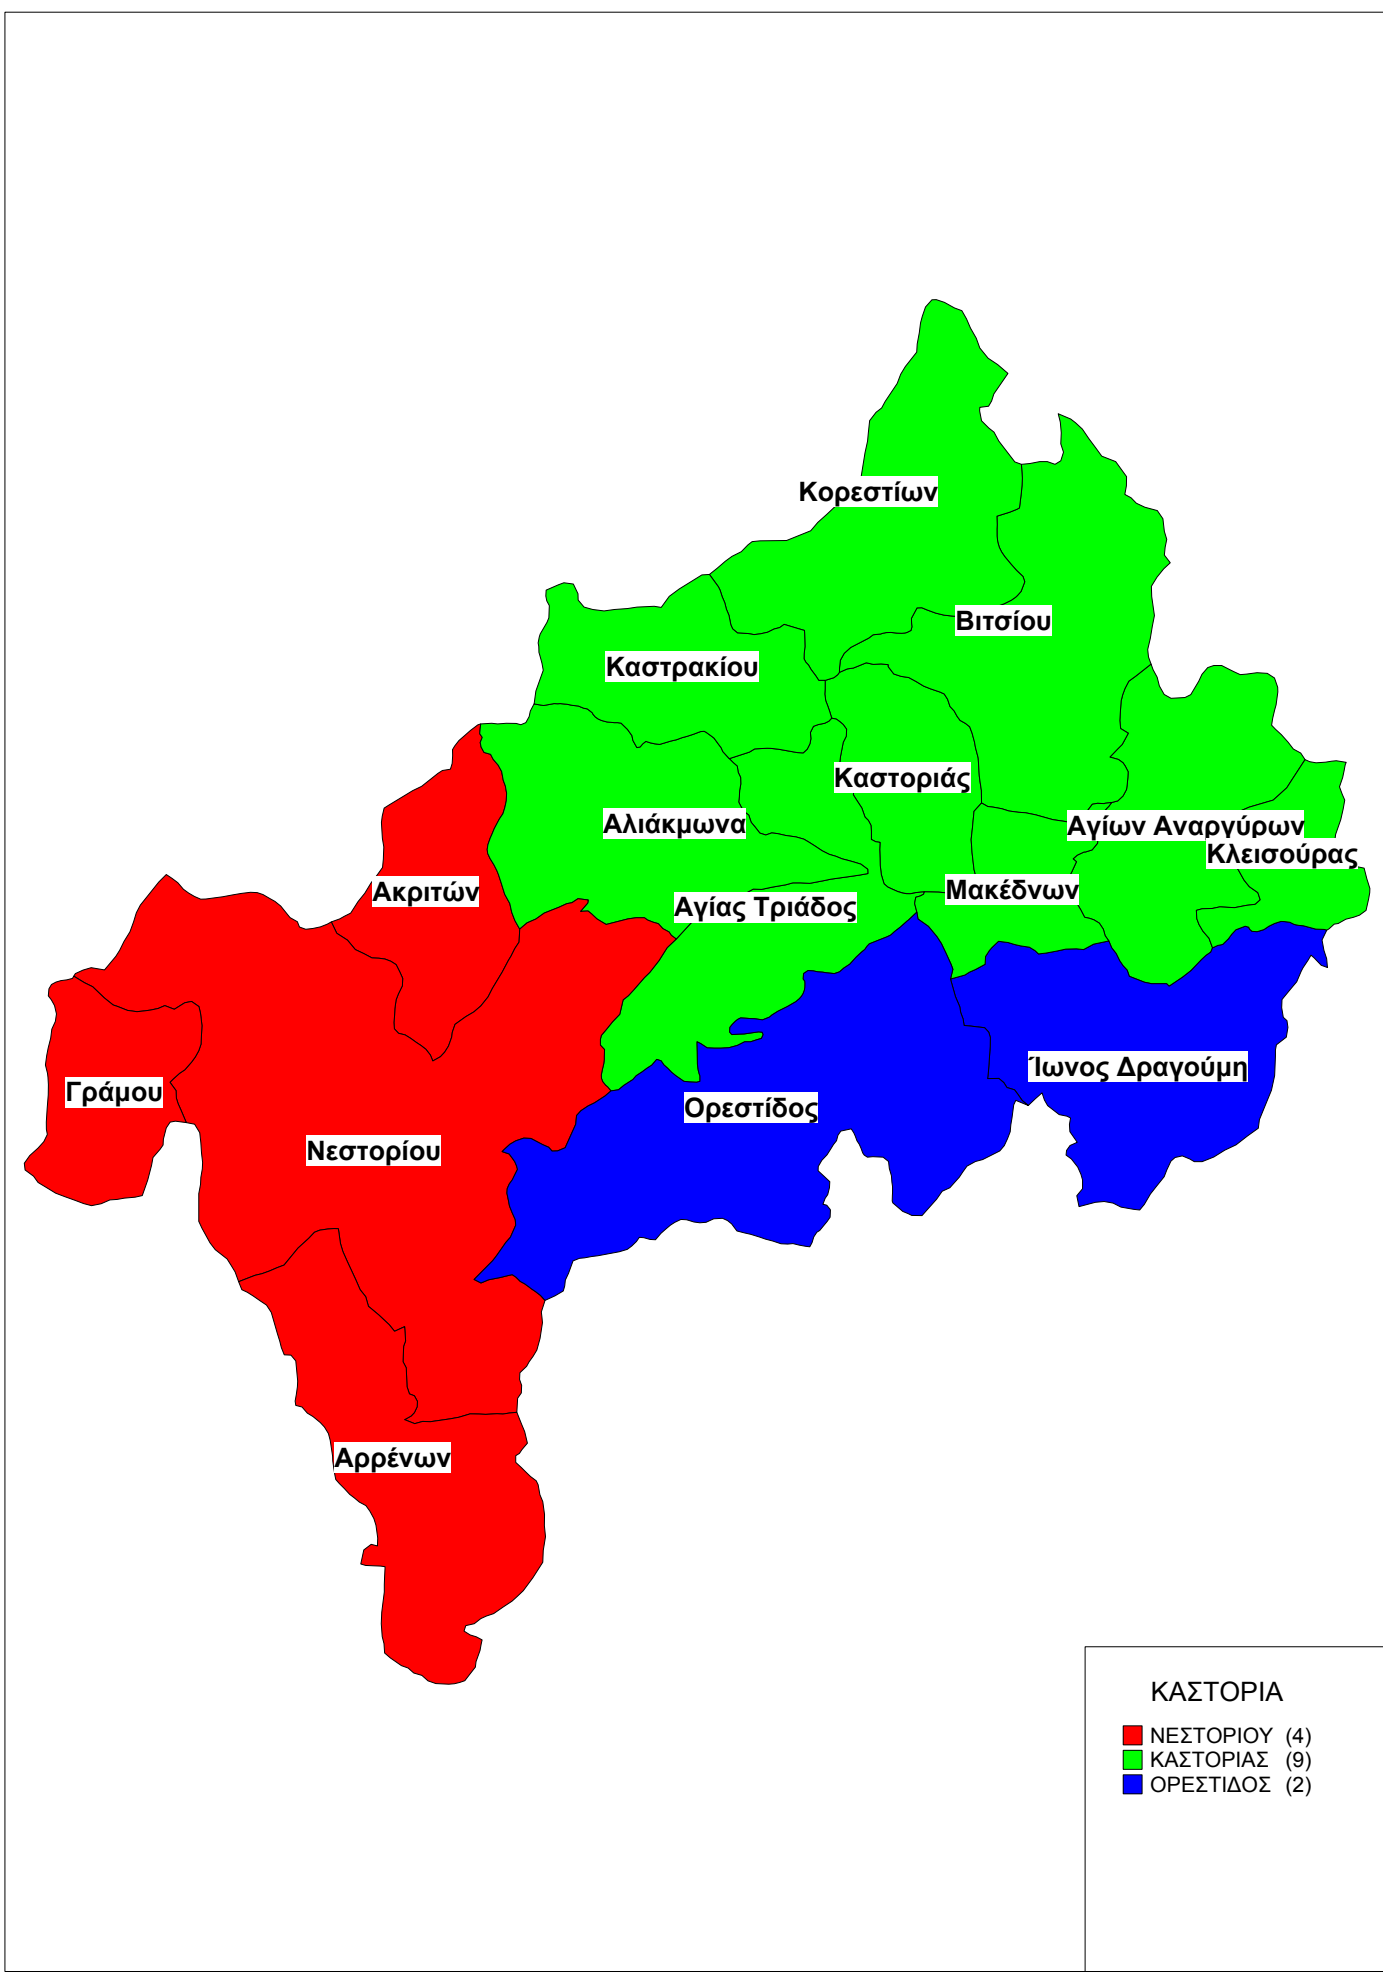 Κορεστίων
Βιτσίου
Καστρακίου
Καστοριάς
Αλιάκμωνα
Αγίων Αναργύρων
Κλεισούρας
Ακριτών
Μακέδνων
Αγίας Τριάδος
Ίωνος Δραγούμη
Γράμου
Ορεστίδος
Νεστορίου
Αρρένων
ΚΑΣΤΟΡΙΑ
ΝΕΣΤΟΡΙΟΥ (4)
ΚΑΣΤΟΡΙΑΣ (9)
ΟΡΕΣΤΙΔΟΣ (2)